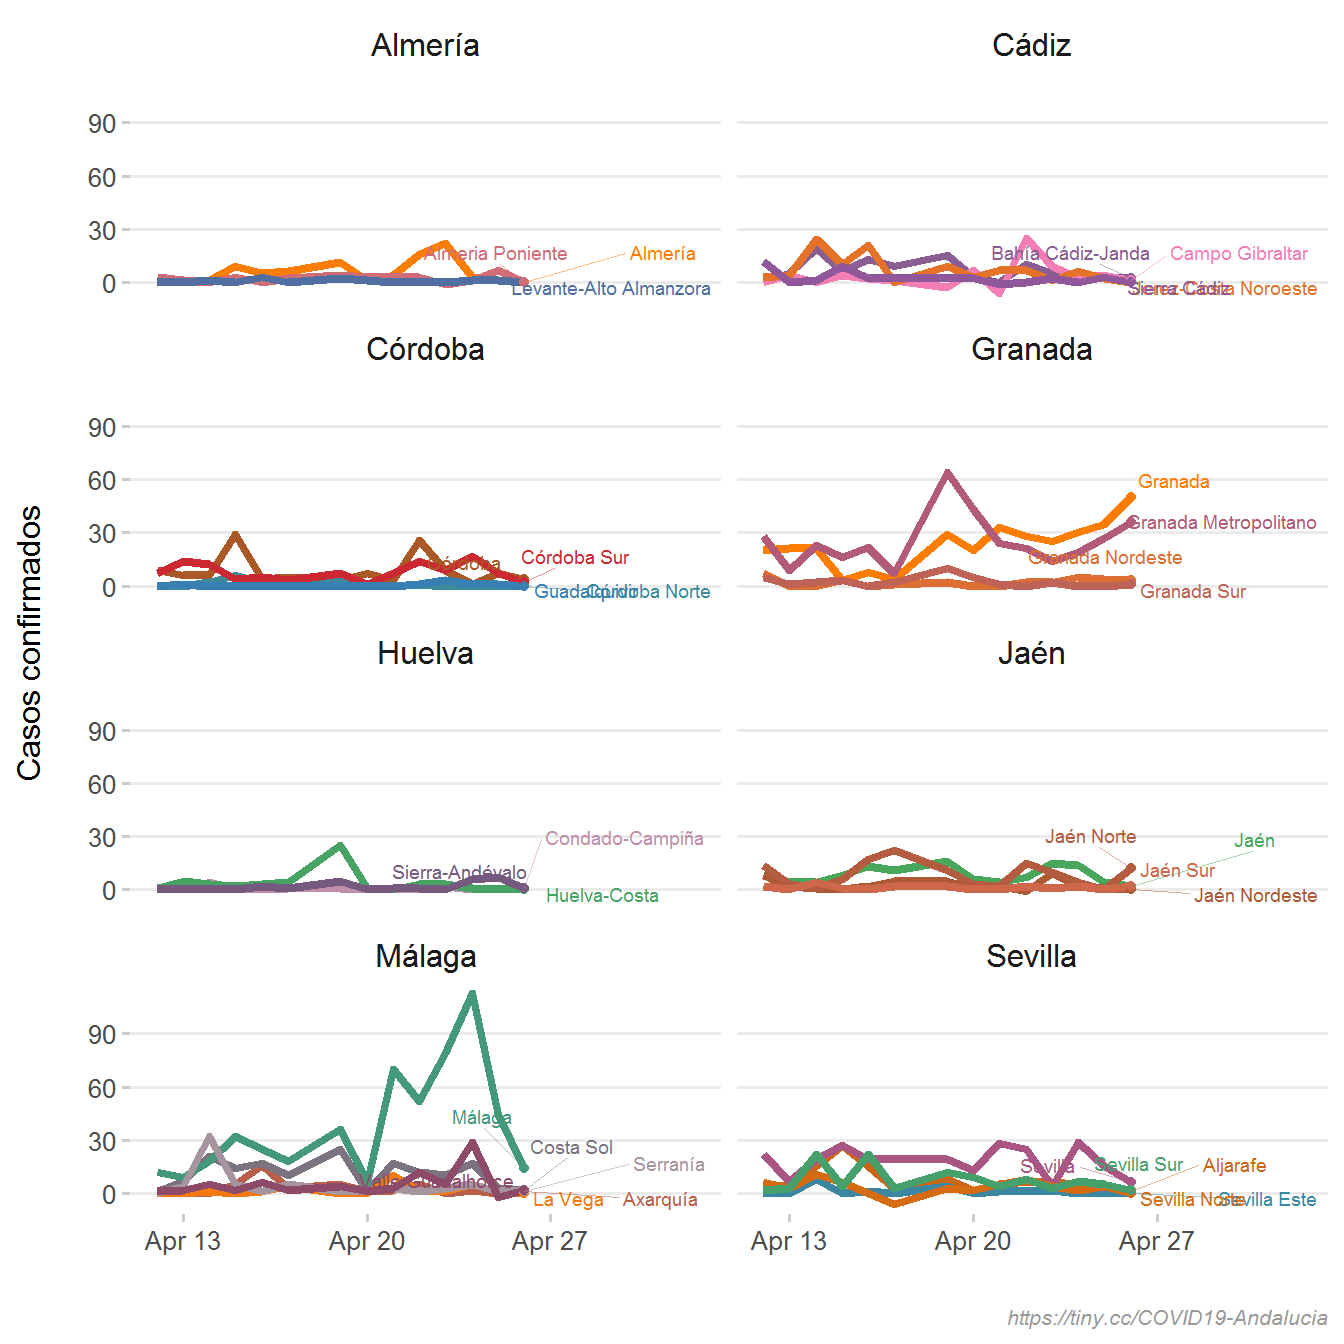 Almería
Cádiz
90
60
30
0
Almeria Poniente
Almería
Levante-Alto Almanzora
Bahía Cádiz-Janda
Campo Gibraltar
Sierra Cádiz
Jerez-Costa Noroeste
Córdoba
Granada
90
60
30
0
Córdoba
Córdoba Sur
Guadalquivir
Córdoba Norte
Granada
Granada Metropolitano
Granada Nordeste
Granada Sur
Casos confirmados
Huelva
Jaén
90
60
30
0
Condado-Campiña
Sierra-Andévalo
Huelva-Costa
Jaén Norte
Jaén
Jaén Sur
Jaén Nordeste
Málaga
Sevilla
90
60
30
0
Málaga
Costa Sol
Serranía
La Vega
Axarquía
Sevilla
Sevilla Sur
Aljarafe
Sevilla Norte
Sevilla Este
Apr 13
Apr 20
Apr 27
Apr 13
Apr 20
Apr 27
https://tiny.cc/COVID19-Andalucia